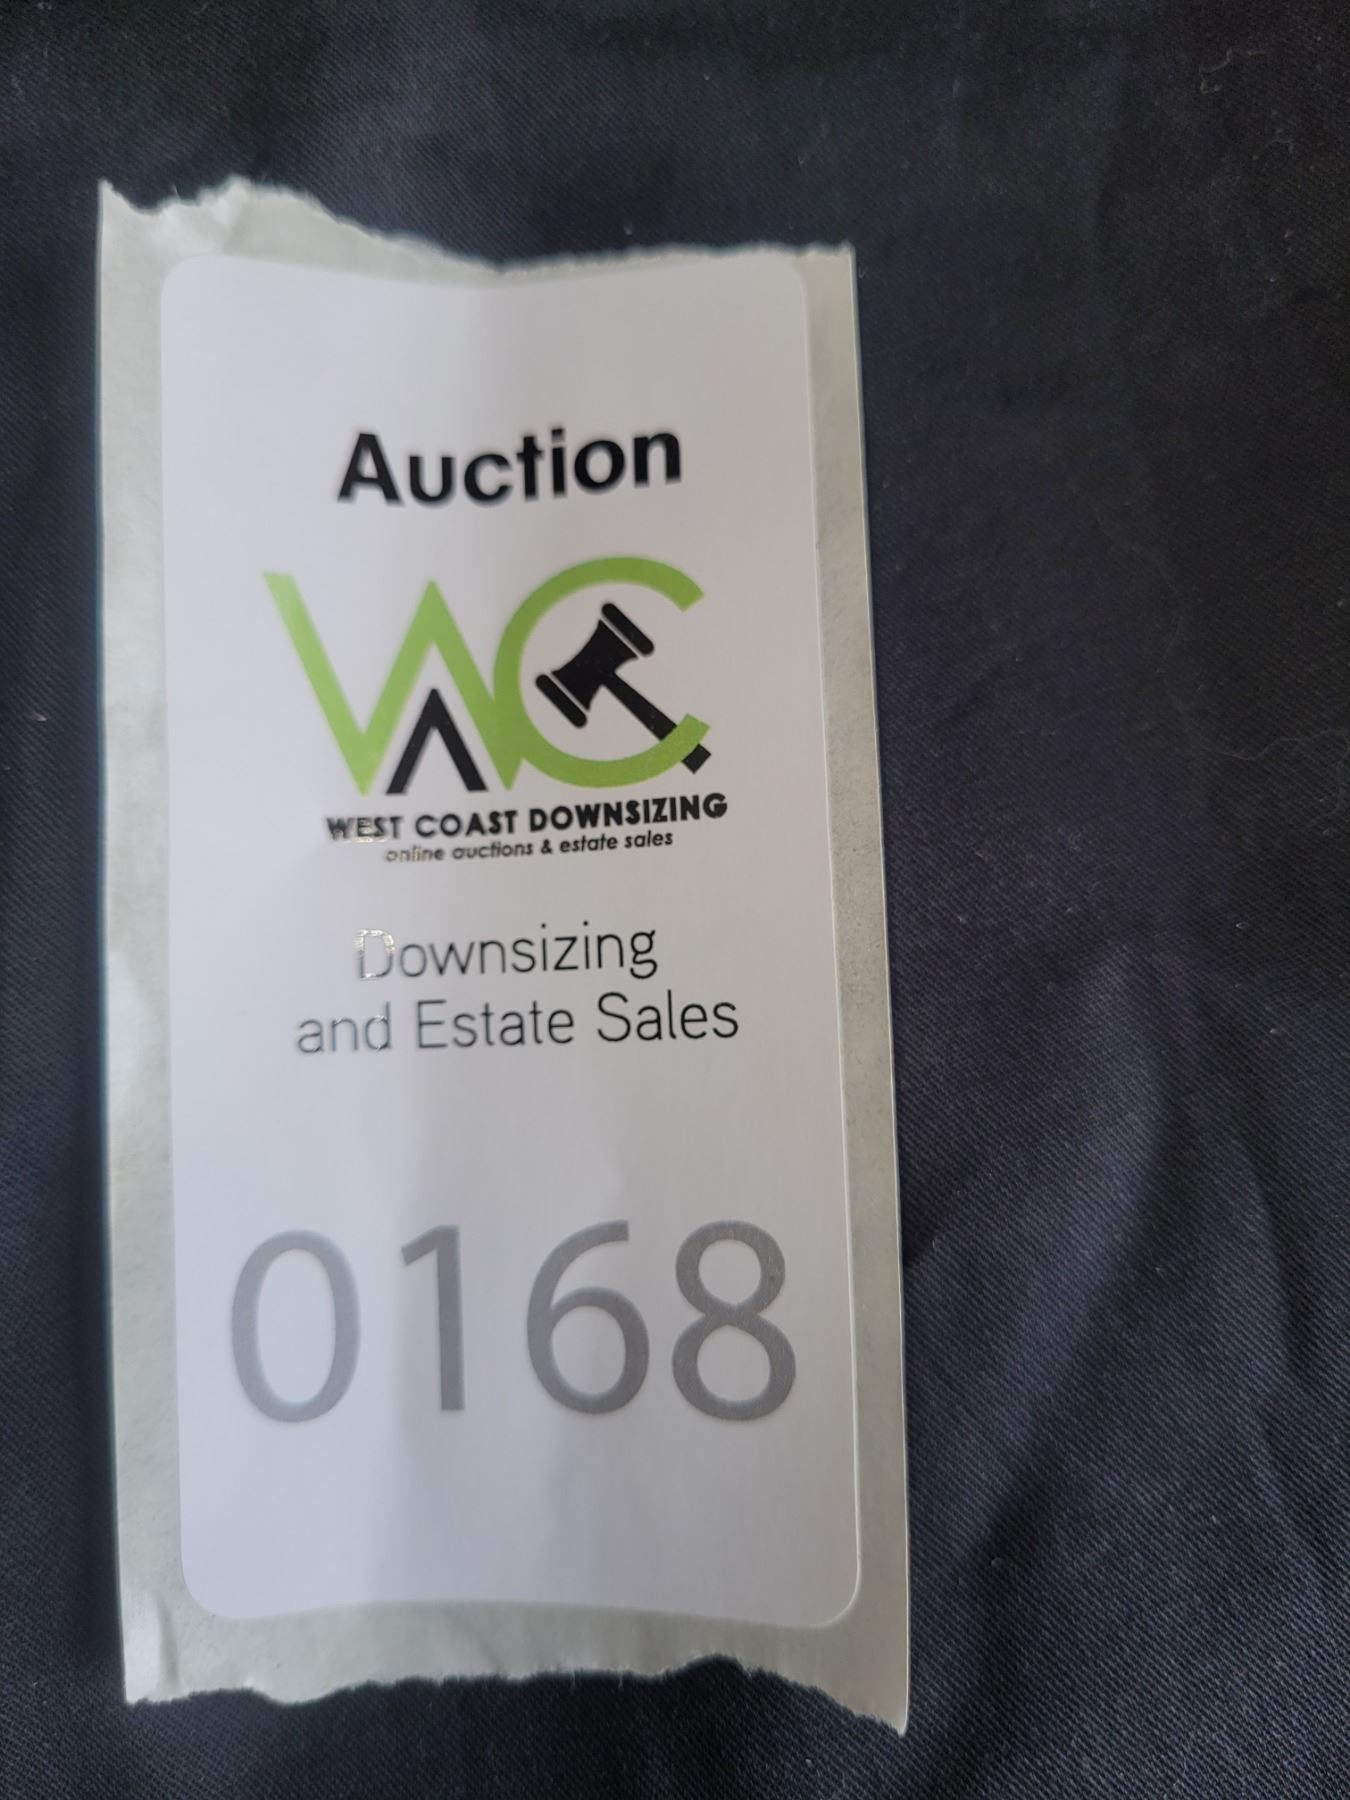 Auction
WC
WEST COAST DOWNSIZING
online auctions & estate sales
Downsizing
and Estate Sales
0168